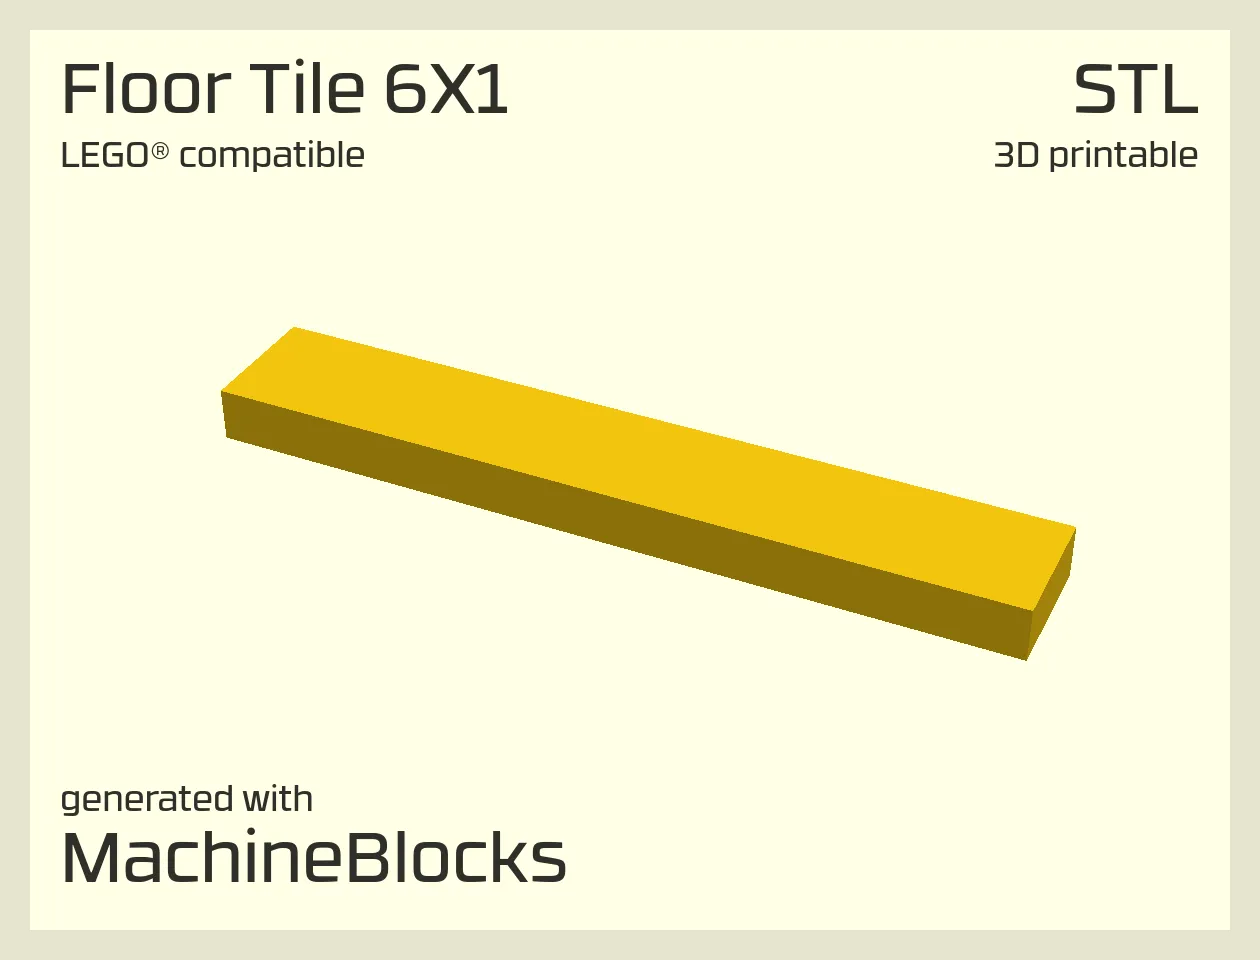 Floor Tile 6X1
LEGO® compatible
STL
3D printable
generated with
MachineBlocks